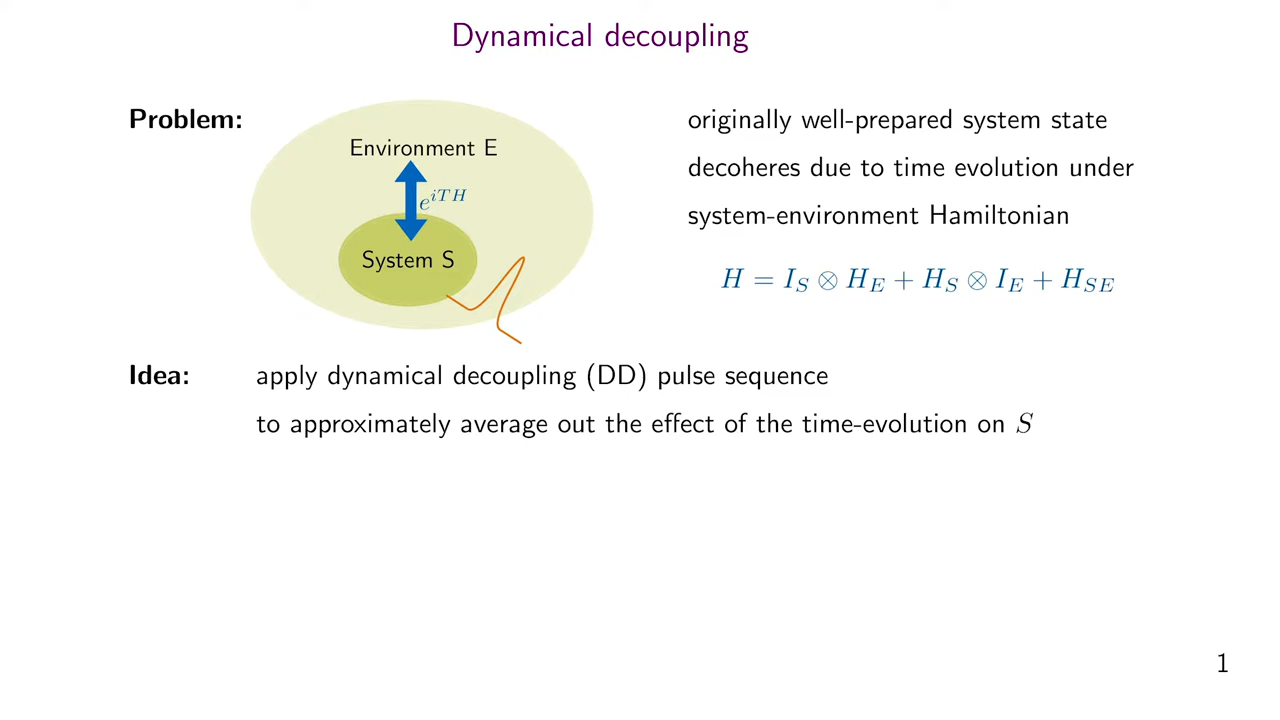 Dynamical decoupling
Problem:
Environment E
e^{iTH}
System S
originally well-prepared system state
decoheres due to time evolution under
system-environment Hamiltonian
H = I_S ⊗ H_E + H_S ⊗ I_E + H_{SE}
Idea: apply dynamical decoupling (DD) pulse sequence
to approximately average out the effect of the time-evolution on S
1